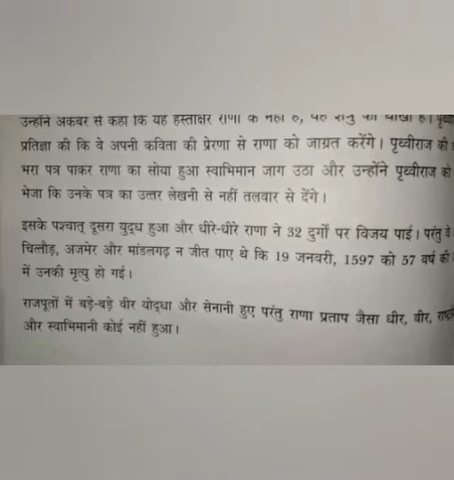 उन्होंने अकबर से कहा कि यह हस्ताक्षर राणा के नहीं हैं, यह शत्रु का धोखा है। पृथ्वी
प्रतिज्ञा की कि वे अपनी कविता की प्रेरणा से राणा को जाग्रत करेंगे। पृथ्वीराज की
भरा पत्र पाकर राणा का सोया हुआ स्वाभिमान जाग उठा और उन्होंने पृथ्वीराज को
भेजा कि उनके पत्र का उत्तर लेखनी से नहीं तलवार से देंगे।
इसके पश्चात् दूसरा युद्ध हुआ और धीरे-धीरे राणा ने 32 दुर्गों पर विजय पाई। परंतु वे
चित्तौड़, अजमेर और मांडलगढ़ न जीत पाए थे कि 19 जनवरी, 1597 को 57 वर्ष की
में उनकी मृत्यु हो गई।
राजपूतों में बड़े-बड़े वीर योद्धा और सेनानी हुए परंतु राणा प्रताप जैसा धीर, वीर,
और स्वाभिमानी कोई नहीं हुआ।